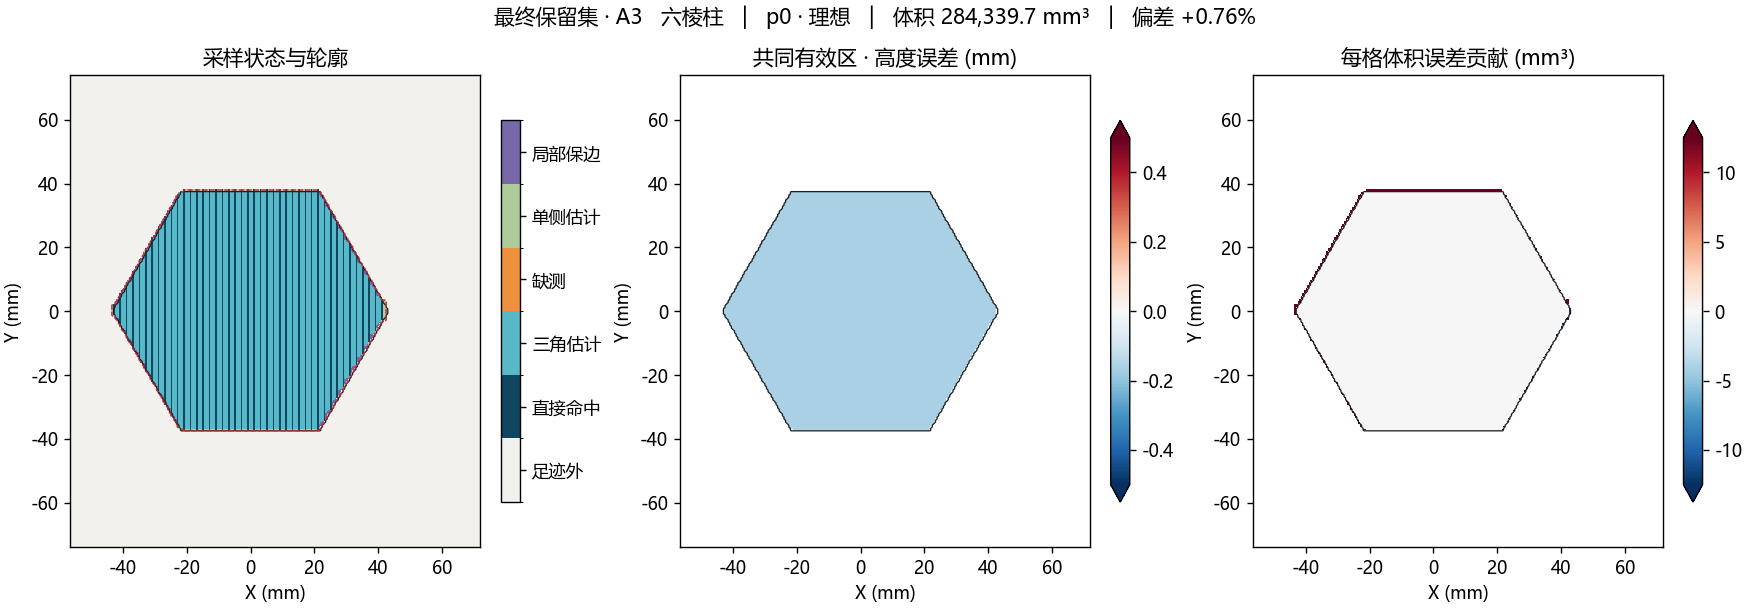 最终保留集 · A3 六棱柱 | p0 · 理想 | 体积 284,339.7 mm³ | 偏差 +0.76%
采样状态与轮廓
60
40
20
0
-20
-40
-60
-40 -20 0 20 40 60
X (mm)
Y (mm)
局部保边
单侧估计
缺测
三角估计
直接命中
足迹外
共同有效区 · 高度误差 (mm)
60
40
20
0
-20
-40
-60
-40 -20 0 20 40 60
X (mm)
Y (mm)
0.4
0.2
0.0
-0.2
-0.4
每格体积误差贡献 (mm³)
60
40
20
0
-20
-40
-60
-40 -20 0 20 40 60
X (mm)
Y (mm)
10
5
0
-5
-10